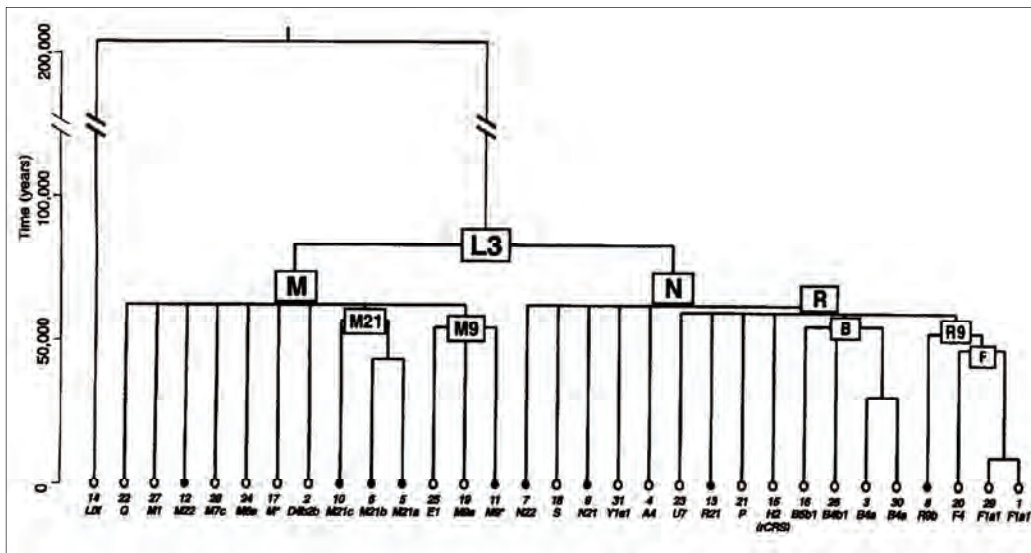 200,000
100,000
50,000
0
Time (years)
L3
M
N
R
M21
M9
B
R9
F
14 22 27 12 28 24 17 2 10 6 5 25 19 11 7 18 8 31 4 23 13 21 15 16 26 3 30 8 20 29 1
G M1 M22 M7c M8a M* D4b2b M21c M21b M21a E1 M9a M9* N22 S N21 Y1a1 A4 U7 R21 P H2 B5b1 B4b1 B4a B4a R9b F4 F1a1 F1a1
(rCRS)